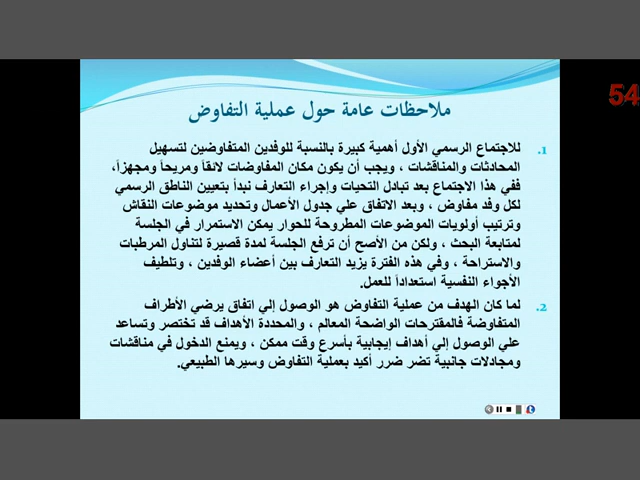 54
ملاحظات عامة حول عملية التفاوض
1. للاجتماع الرسمي الأول أهمية كبيرة بالنسبة للوفدين المتفاوضين لتسهيل
المحادثات والمناقشات ، ويجب أن يكون مكان المفاوضات لائقاً ومريحاً ومجهزاً،
ففي هذا الاجتماع بعد تبادل التحيات وإجراء التعارف نبدأ بتعيين الناطق الرسمي
لكل وفد مفاوض ، وبعد الاتفاق علي جدول الأعمال وتحديد موضوعات النقاش
وترتيب أولويات الموضوعات المطروحة للحوار يمكن الاستمرار في الجلسة
لمتابعة البحث ، ولكن من الأصح أن ترفع الجلسة لمدة قصيرة لتناول المرطبات
والاستراحة ، وفي هذه الفترة يزيد التعارف بين أعضاء الوفدين ، وتلطيف
الأجواء النفسية استعداداً للعمل.
2. لما كان الهدف من عملية التفاوض هو الوصول إلي اتفاق يرضي الأطراف
المتفاوضة فالمقترحات الواضحة المعالم ، والمحددة الأهداف قد تختصر وتساعد
علي الوصول إلي أهداف إيجابية بأسرع وقت ممكن ، ويمنع الدخول في مناقشات
ومجادلات جانبية تضر ضرر أكيد بعملية التفاوض وسيرها الطبيعي.